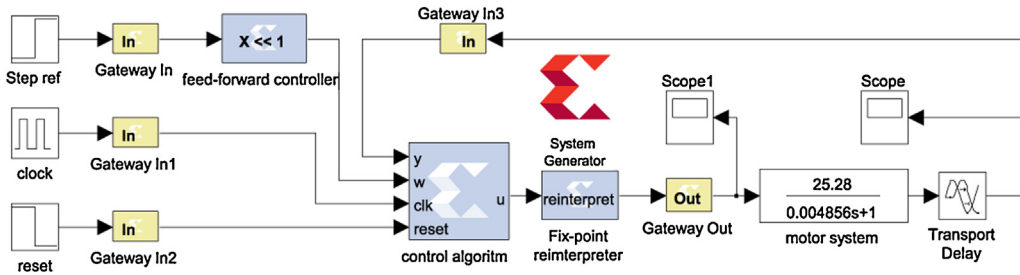 Step ref
In
Gateway In
X << 1
feed-forward controller
Gateway In3
In
clock
In
Gateway In1
reset
In
Gateway In2
y
w
clk
reset
u
control algoritm
System
Generator
reinterpret
Fix-point
reimterpreter
Scope1
Out
Gateway Out
Scope
25.28
0.004856s+1
motor system
Transport
Delay